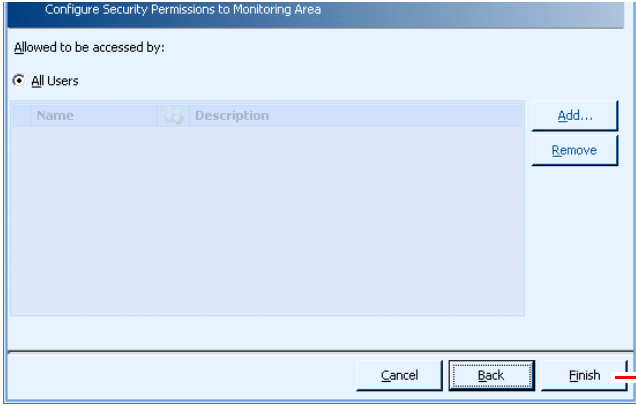 Configure Security Permissions to Monitoring Area
Allowed to be accessed by:
All Users
Name Description
Add...
Remove
Cancel Back Finish